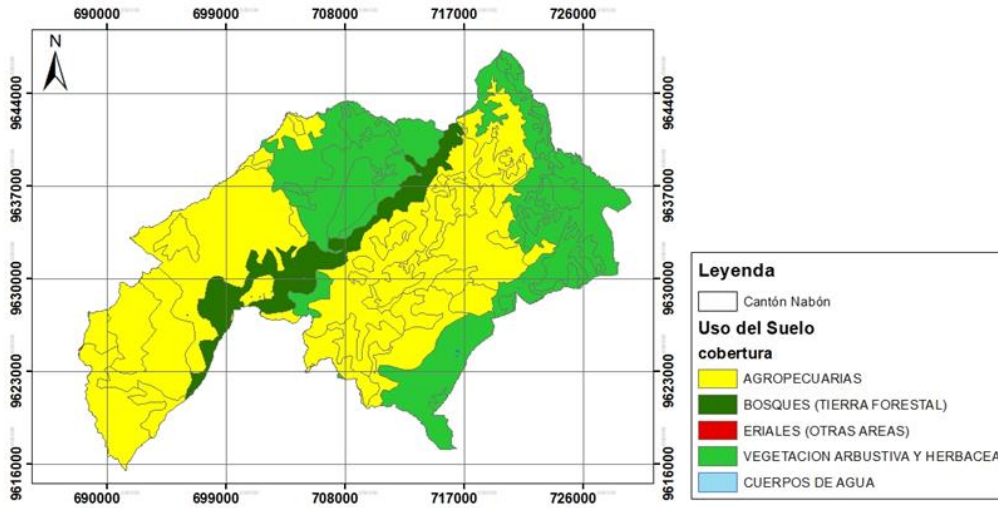 690000 699000 708000 717000 726000
N
9644000 9644000
9637000 9637000
9630000 9630000
9623000 9623000
9616000 9616000
690000 699000 708000 717000 726000
Leyenda
Cantón Nabón
Uso del Suelo
cobertura
AGROPECUARIAS
BOSQUES (TIERRA FORESTAL)
ERIALES (OTRAS AREAS)
VEGETACION ARBUSTIVA Y HERBACEA
CUERPOS DE AGUA